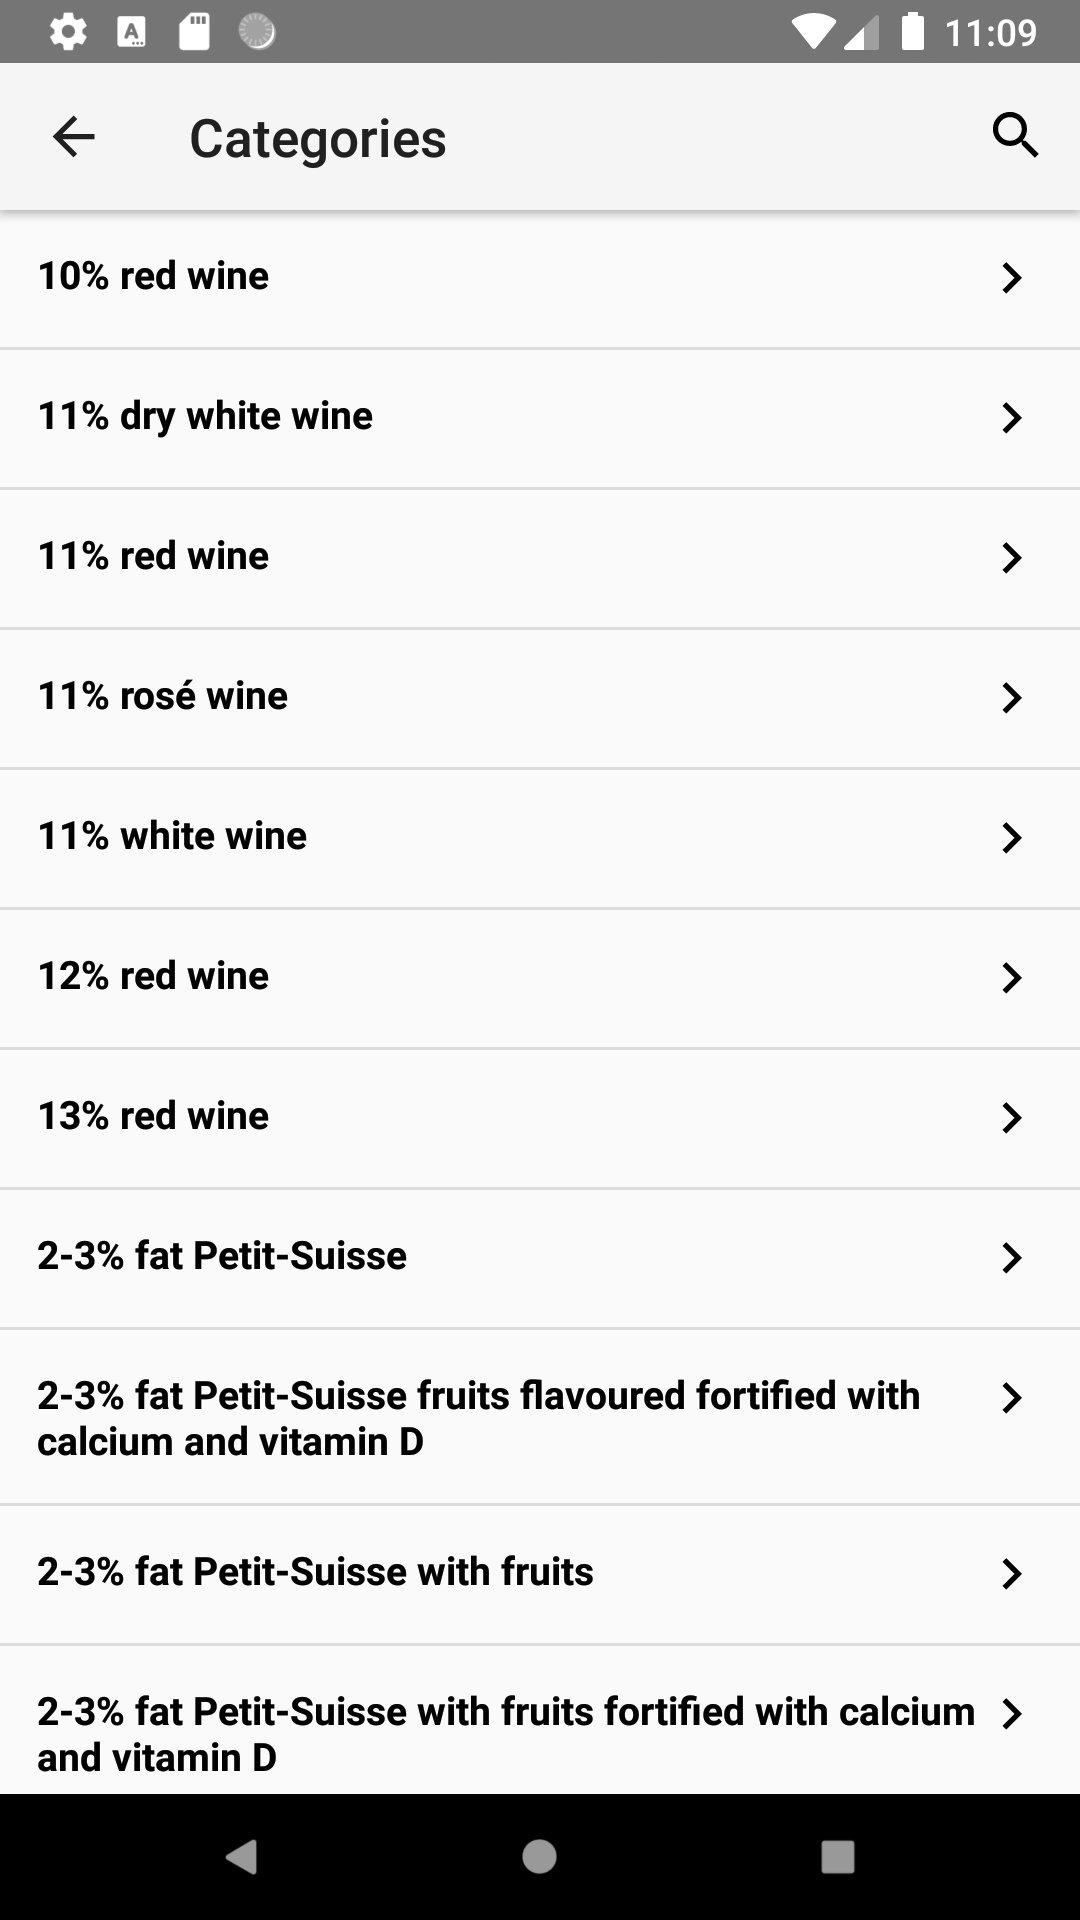 11:09
Categories
10% red wine
11% dry white wine
11% red wine
11% rosé wine
11% white wine
12% red wine
13% red wine
2-3% fat Petit-Suisse
2-3% fat Petit-Suisse fruits flavoured fortified with
calcium and vitamin D
2-3% fat Petit-Suisse with fruits
2-3% fat Petit-Suisse with fruits fortified with calcium
and vitamin D